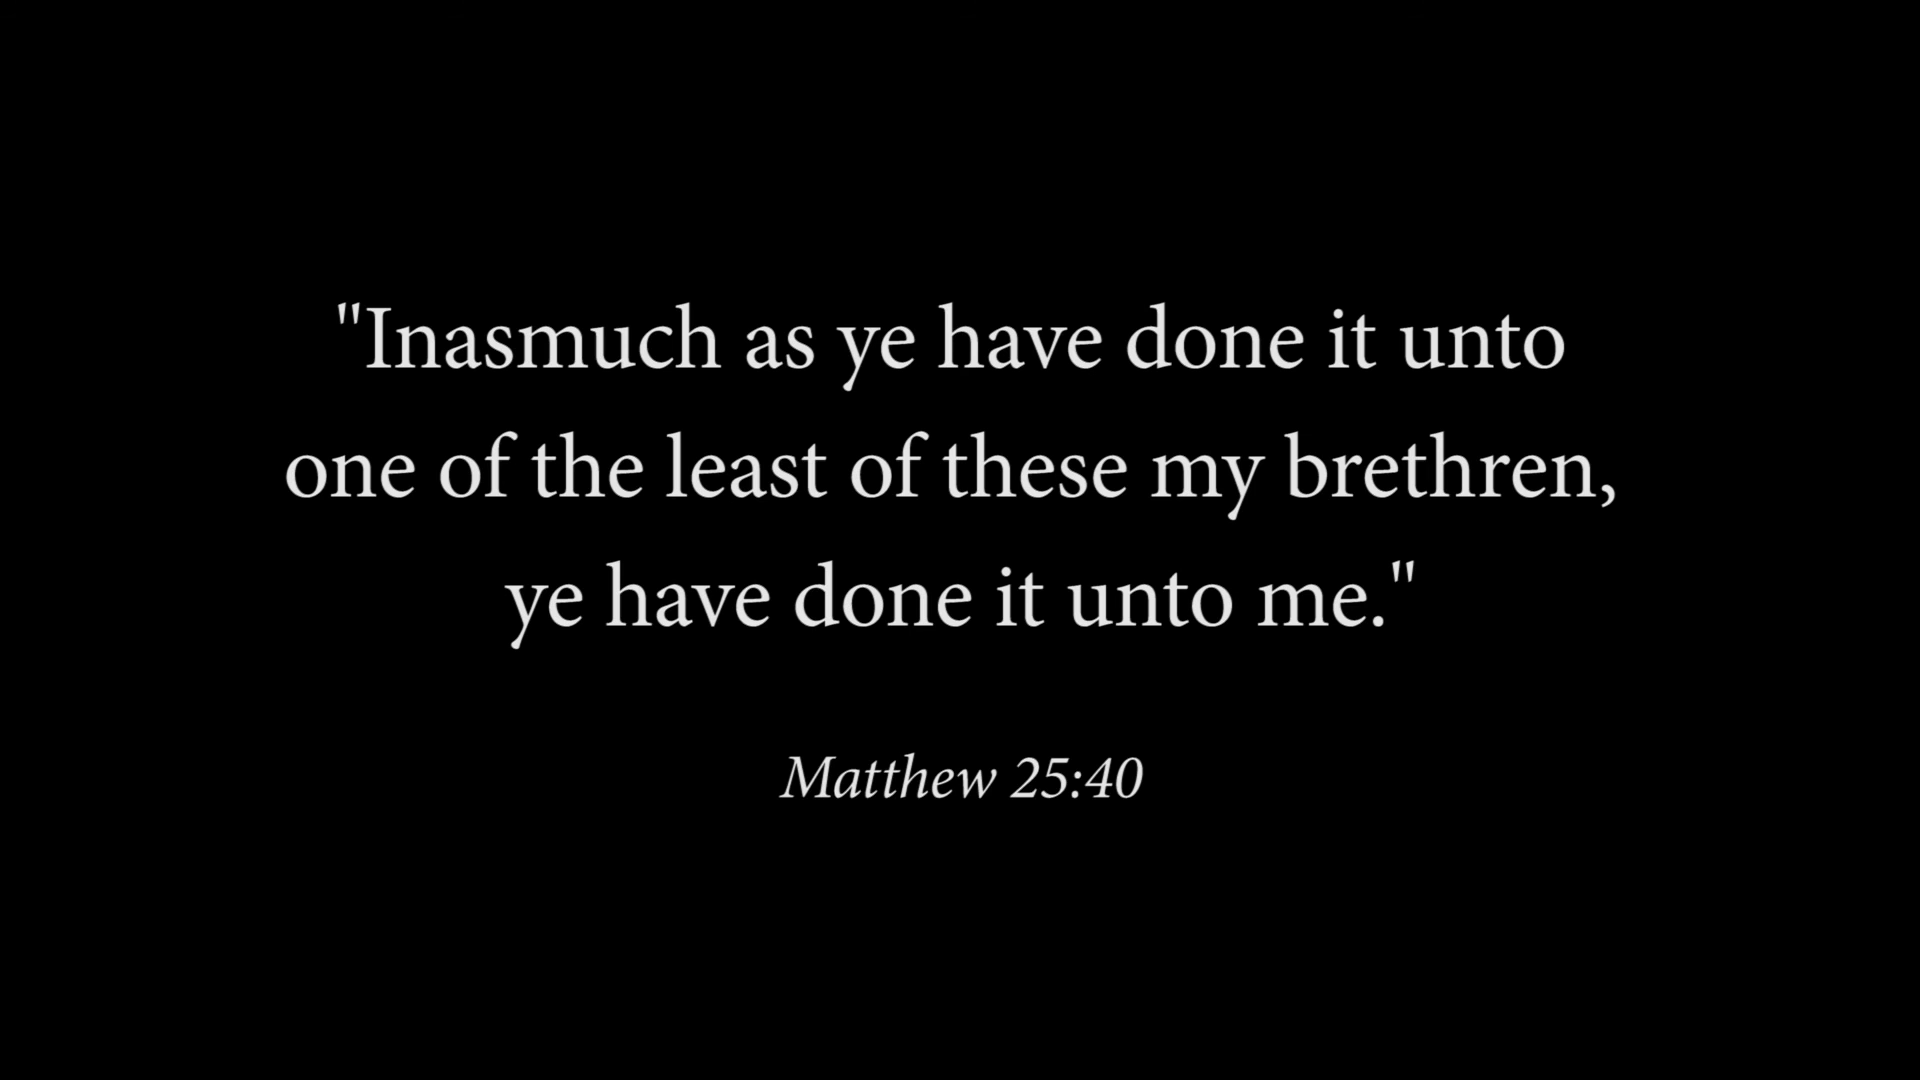 "Inasmuch as ye have done it unto
one of the least of these my brethren,
ye have done it unto me."
Matthew 25:40